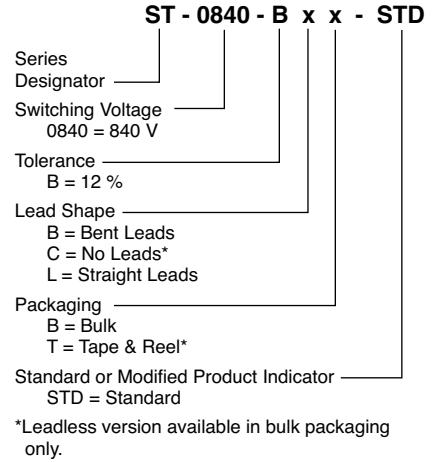 ST - 0840 - B x x - STD
Series
Designator
Switching Voltage
0840 = 840 V
Tolerance
B = 12 %
Lead Shape
B = Bent Leads
C = No Leads*
L = Straight Leads
Packaging
B = Bulk
T = Tape & Reel*
Standard or Modified Product Indicator
STD = Standard
*Leadless version available in bulk packaging
only.